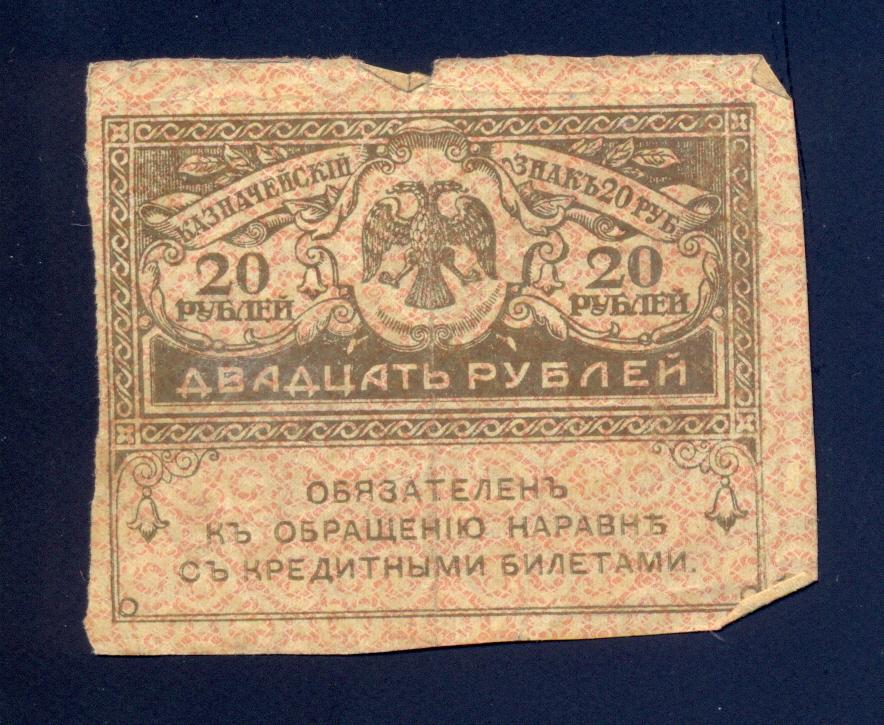 КАЗНАЧЕЙСКІЙ ЗНАКЪ 20 РУБ.
20 РУБЛЕЙ
20 РУБЛЕЙ
ДВАДЦАТЬ РУБЛЕЙ
ОБЯЗАТЕЛЕНЪ
КЪ ОБРАЩЕНІЮ НАРАВНѢ
СЪ КРЕДИТНЫМИ БИЛЕТАМИ.